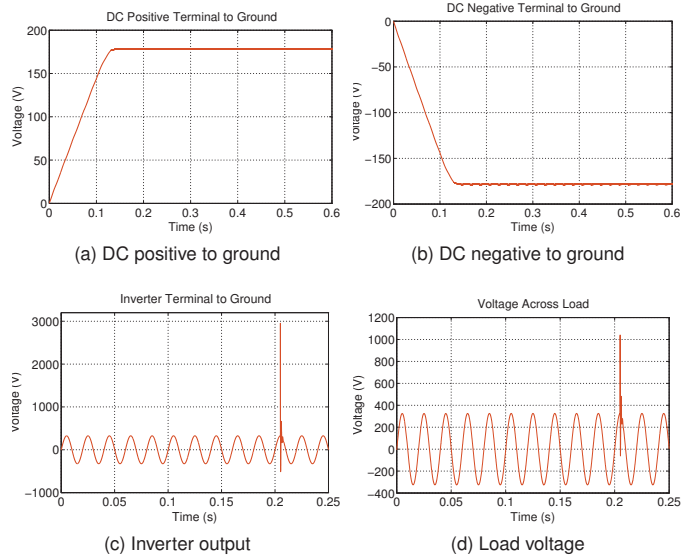 DC Positive Terminal to Ground
200
150
100
50
0
Voltage (V)
0 0.1 0.2 0.3 0.4 0.5 0.6
Time (s)
(a) DC positive to ground
DC Negative Terminal to Ground
0
−50
−100
−150
−200
Voltage (V)
0 0.1 0.2 0.3 0.4 0.5 0.6
Time (s)
(b) DC negative to ground
Inverter Terminal to Ground
3000
2000
1000
0
−1000
Voltage (V)
0 0.05 0.1 0.15 0.2 0.25
Time (s)
(c) Inverter output
Voltage Across Load
1200
1000
800
600
400
200
0
−200
−400
Voltage (V)
0 0.05 0.1 0.15 0.2 0.25
Time (s)
(d) Load voltage